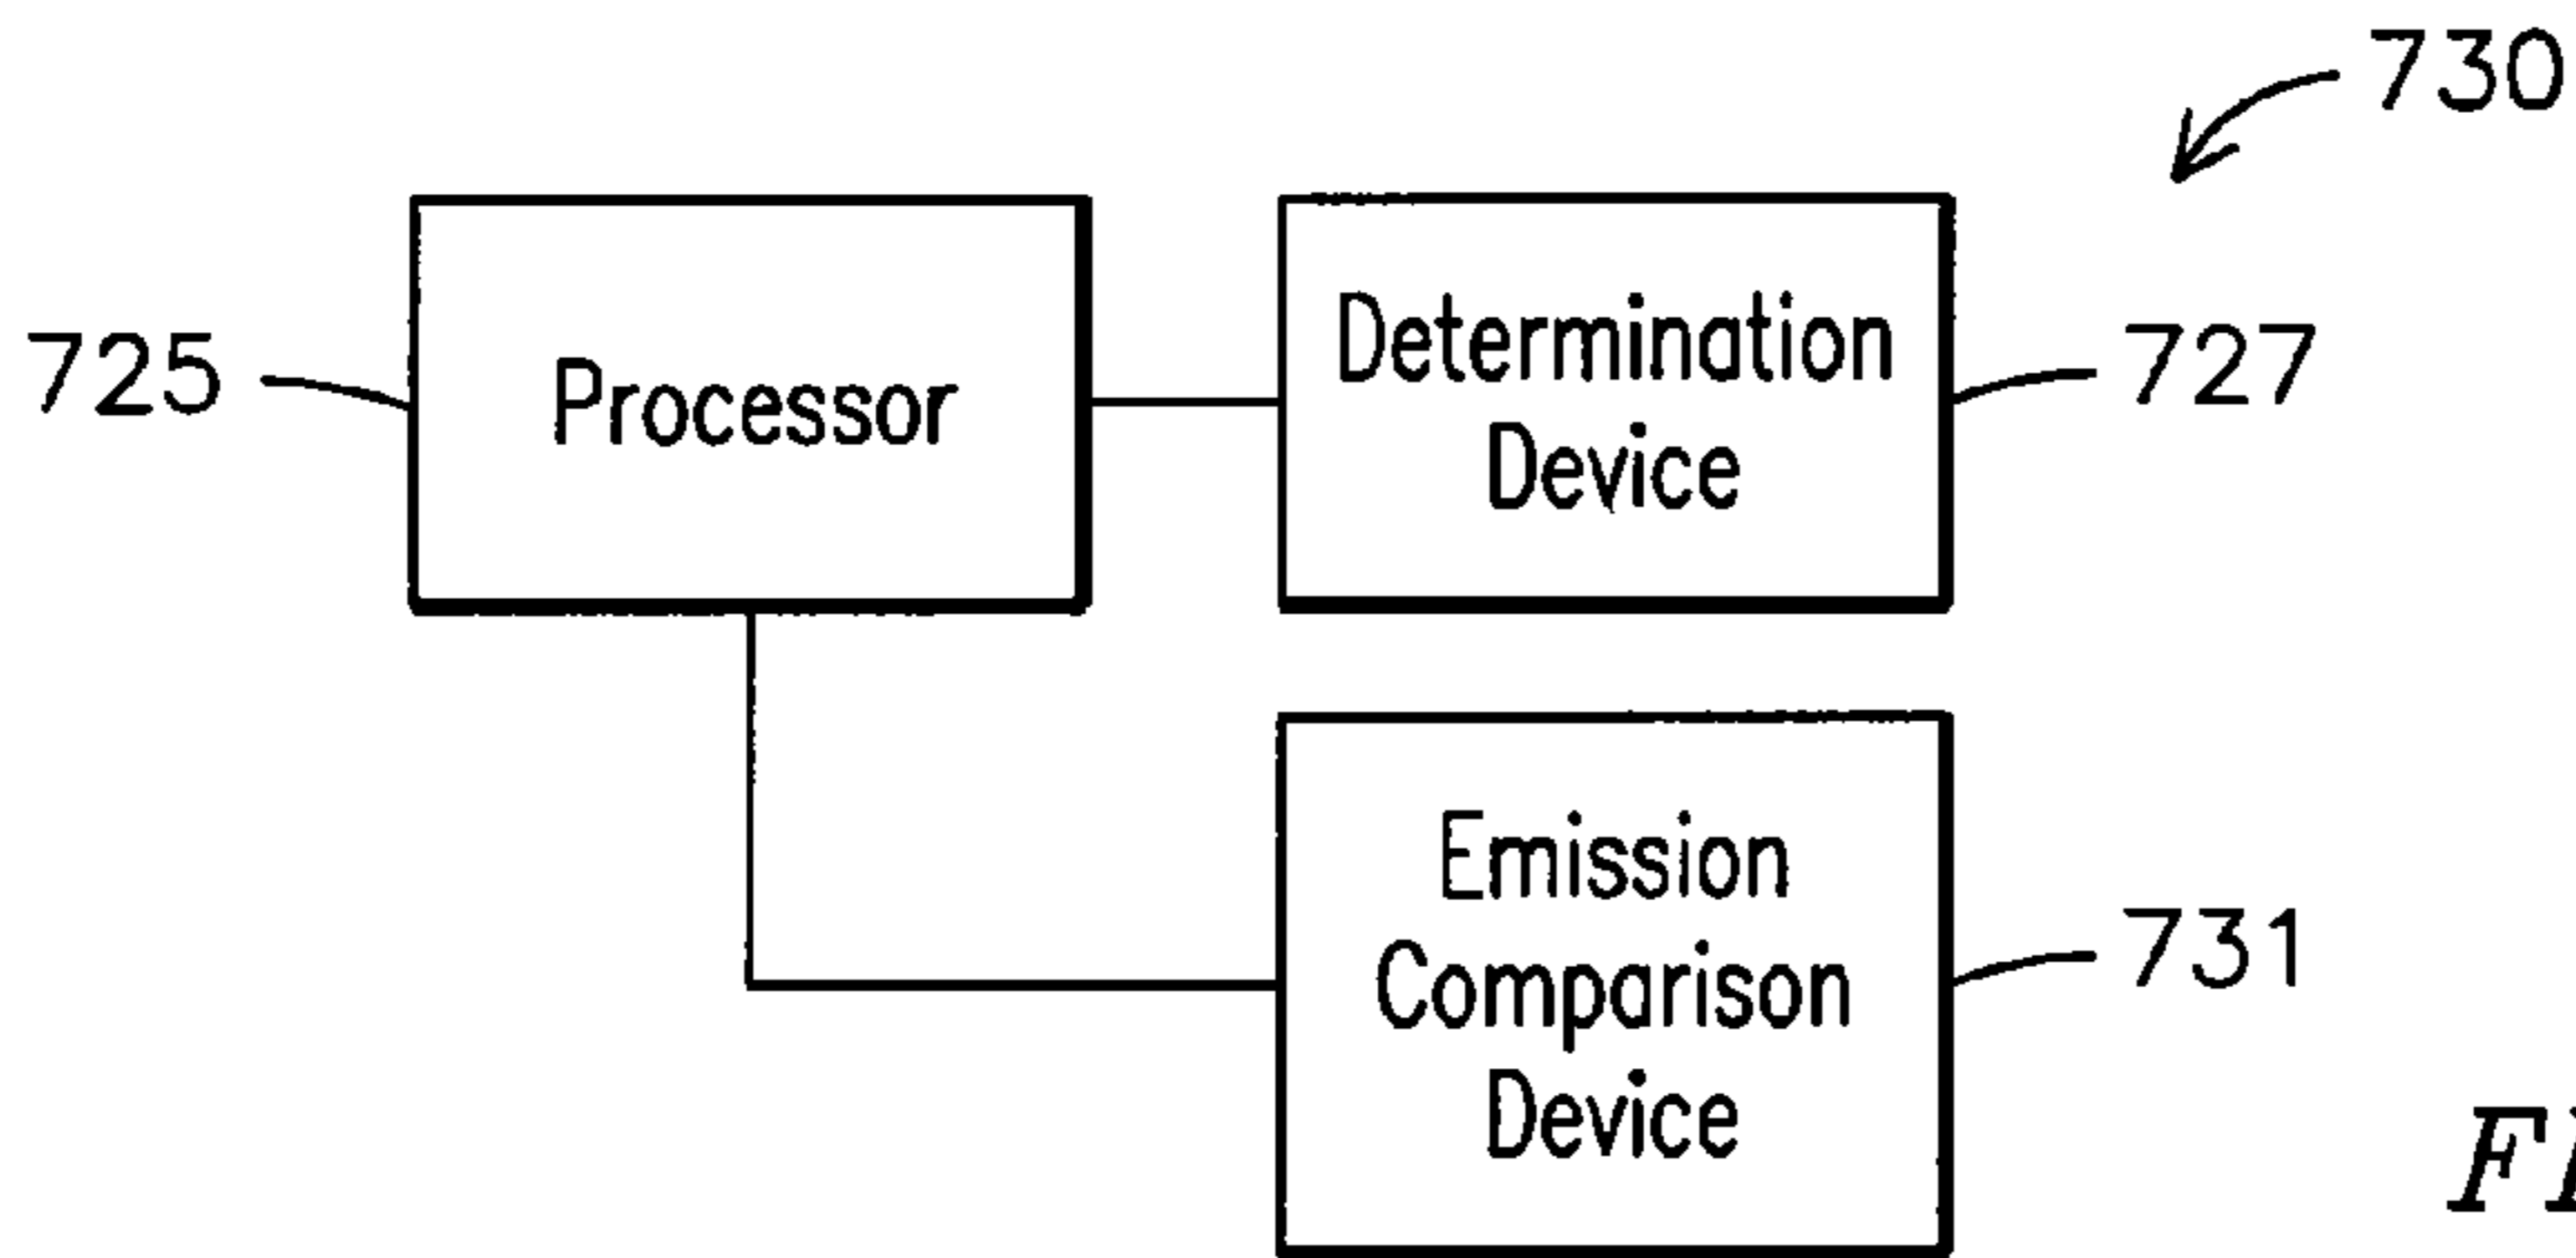 730
725
Processor
Determination
Device
727
Emission
Comparison
Device
731